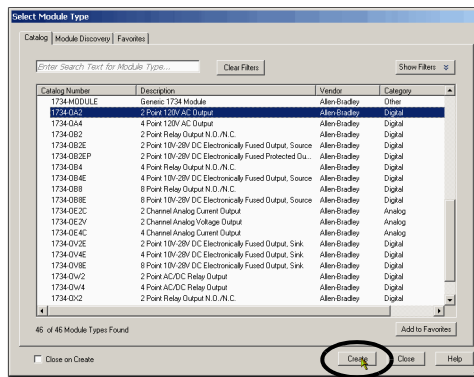 Select Module Type
Catalog Module Discovery Favorites
Enter Search Text for Module Type... Clear Filters Show Filters
Catalog Number Description Vendor Category
1734-MODULE Generic 1734 Module Allen-Bradley Other
1734-OA2 2 Point 120V AC Output Allen-Bradley Digital
1734-OA4 4 Point 120V AC Output Allen-Bradley Digital
1734-OB2 2 Point Relay Output N.O./N.C. Allen-Bradley Digital
1734-OB2E 2 Point 10V-28V DC Electronically Fused Output, Source Allen-Bradley Digital
1734-OB2EP 2 Point 10V-28V DC Electronically Fused Protected Ou... Allen-Bradley Digital
1734-OB4 4 Point Relay Output N.O./N.C. Allen-Bradley Digital
1734-OB4E 4 Point 10V-28V DC Electronically Fused Output, Source Allen-Bradley Digital
1734-OB8 8 Point Relay Output N.O./N.C. Allen-Bradley Digital
1734-OB8E 8 Point 10V-28V DC Electronically Fused Output, Source Allen-Bradley Digital
1734-OE2C 2 Channel Analog Current Output Allen-Bradley Analog
1734-OE2V 2 Channel Analog Voltage Output Allen-Bradley Analog
1734-OE4C 4 Channel Analog Current Output Allen-Bradley Analog
1734-OV2E 2 Point 10V-28V DC Electronically Fused Output, Sink Allen-Bradley Digital
1734-OV4E 4 Point 10V-28V DC Electronically Fused Output, Sink Allen-Bradley Digital
1734-OV8E 8 Point 10V-28V DC Electronically Fused Output, Sink Allen-Bradley Digital
1734-OW2 2 Point AC/DC Relay Output Allen-Bradley Digital
1734-OW4 4 Point AC/DC Relay Output Allen-Bradley Digital
1734-OX2 2 Point Relay Output N.O./N.C. Allen-Bradley Digital
46 of 46 Module Types Found Add to Favorites
Close on Create Create Close Help